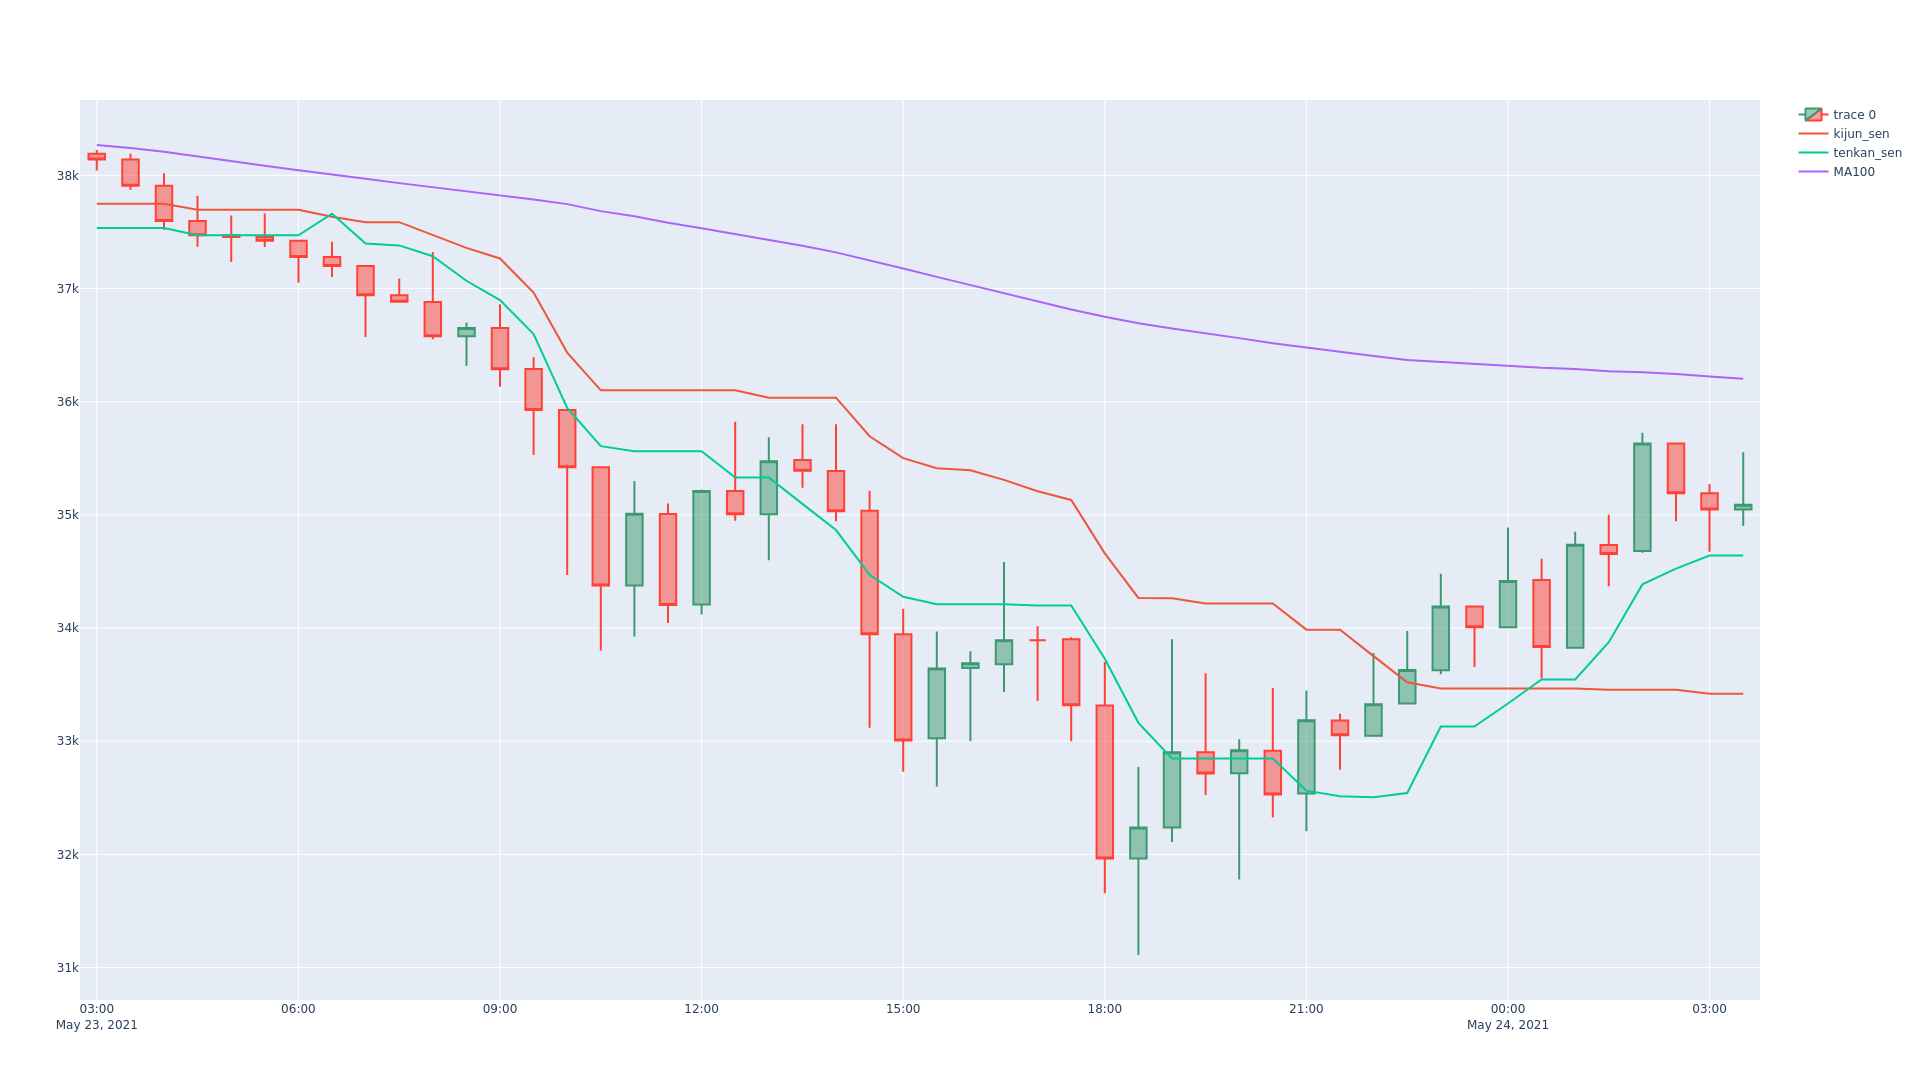 trace 0
kijun_sen
tenkan_sen
MA100
38k
37k
36k
35k
34k
33k
32k
31k
03:00 06:00 09:00 12:00 15:00 18:00 21:00 00:00 03:00
May 23, 2021 May 24, 2021